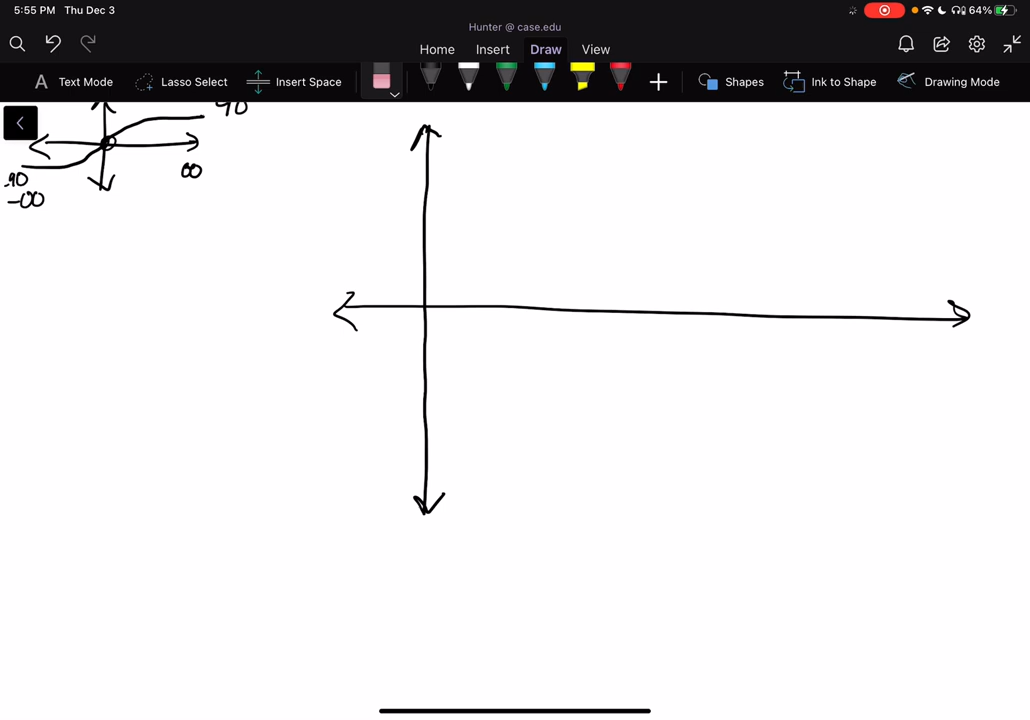 5:55 PM Thu Dec 3
64%
Hunter @ case.edu
Home Insert Draw View
A Text Mode Lasso Select Insert Space + Shapes Ink to Shape Drawing Mode
90
∞
-90
-∞